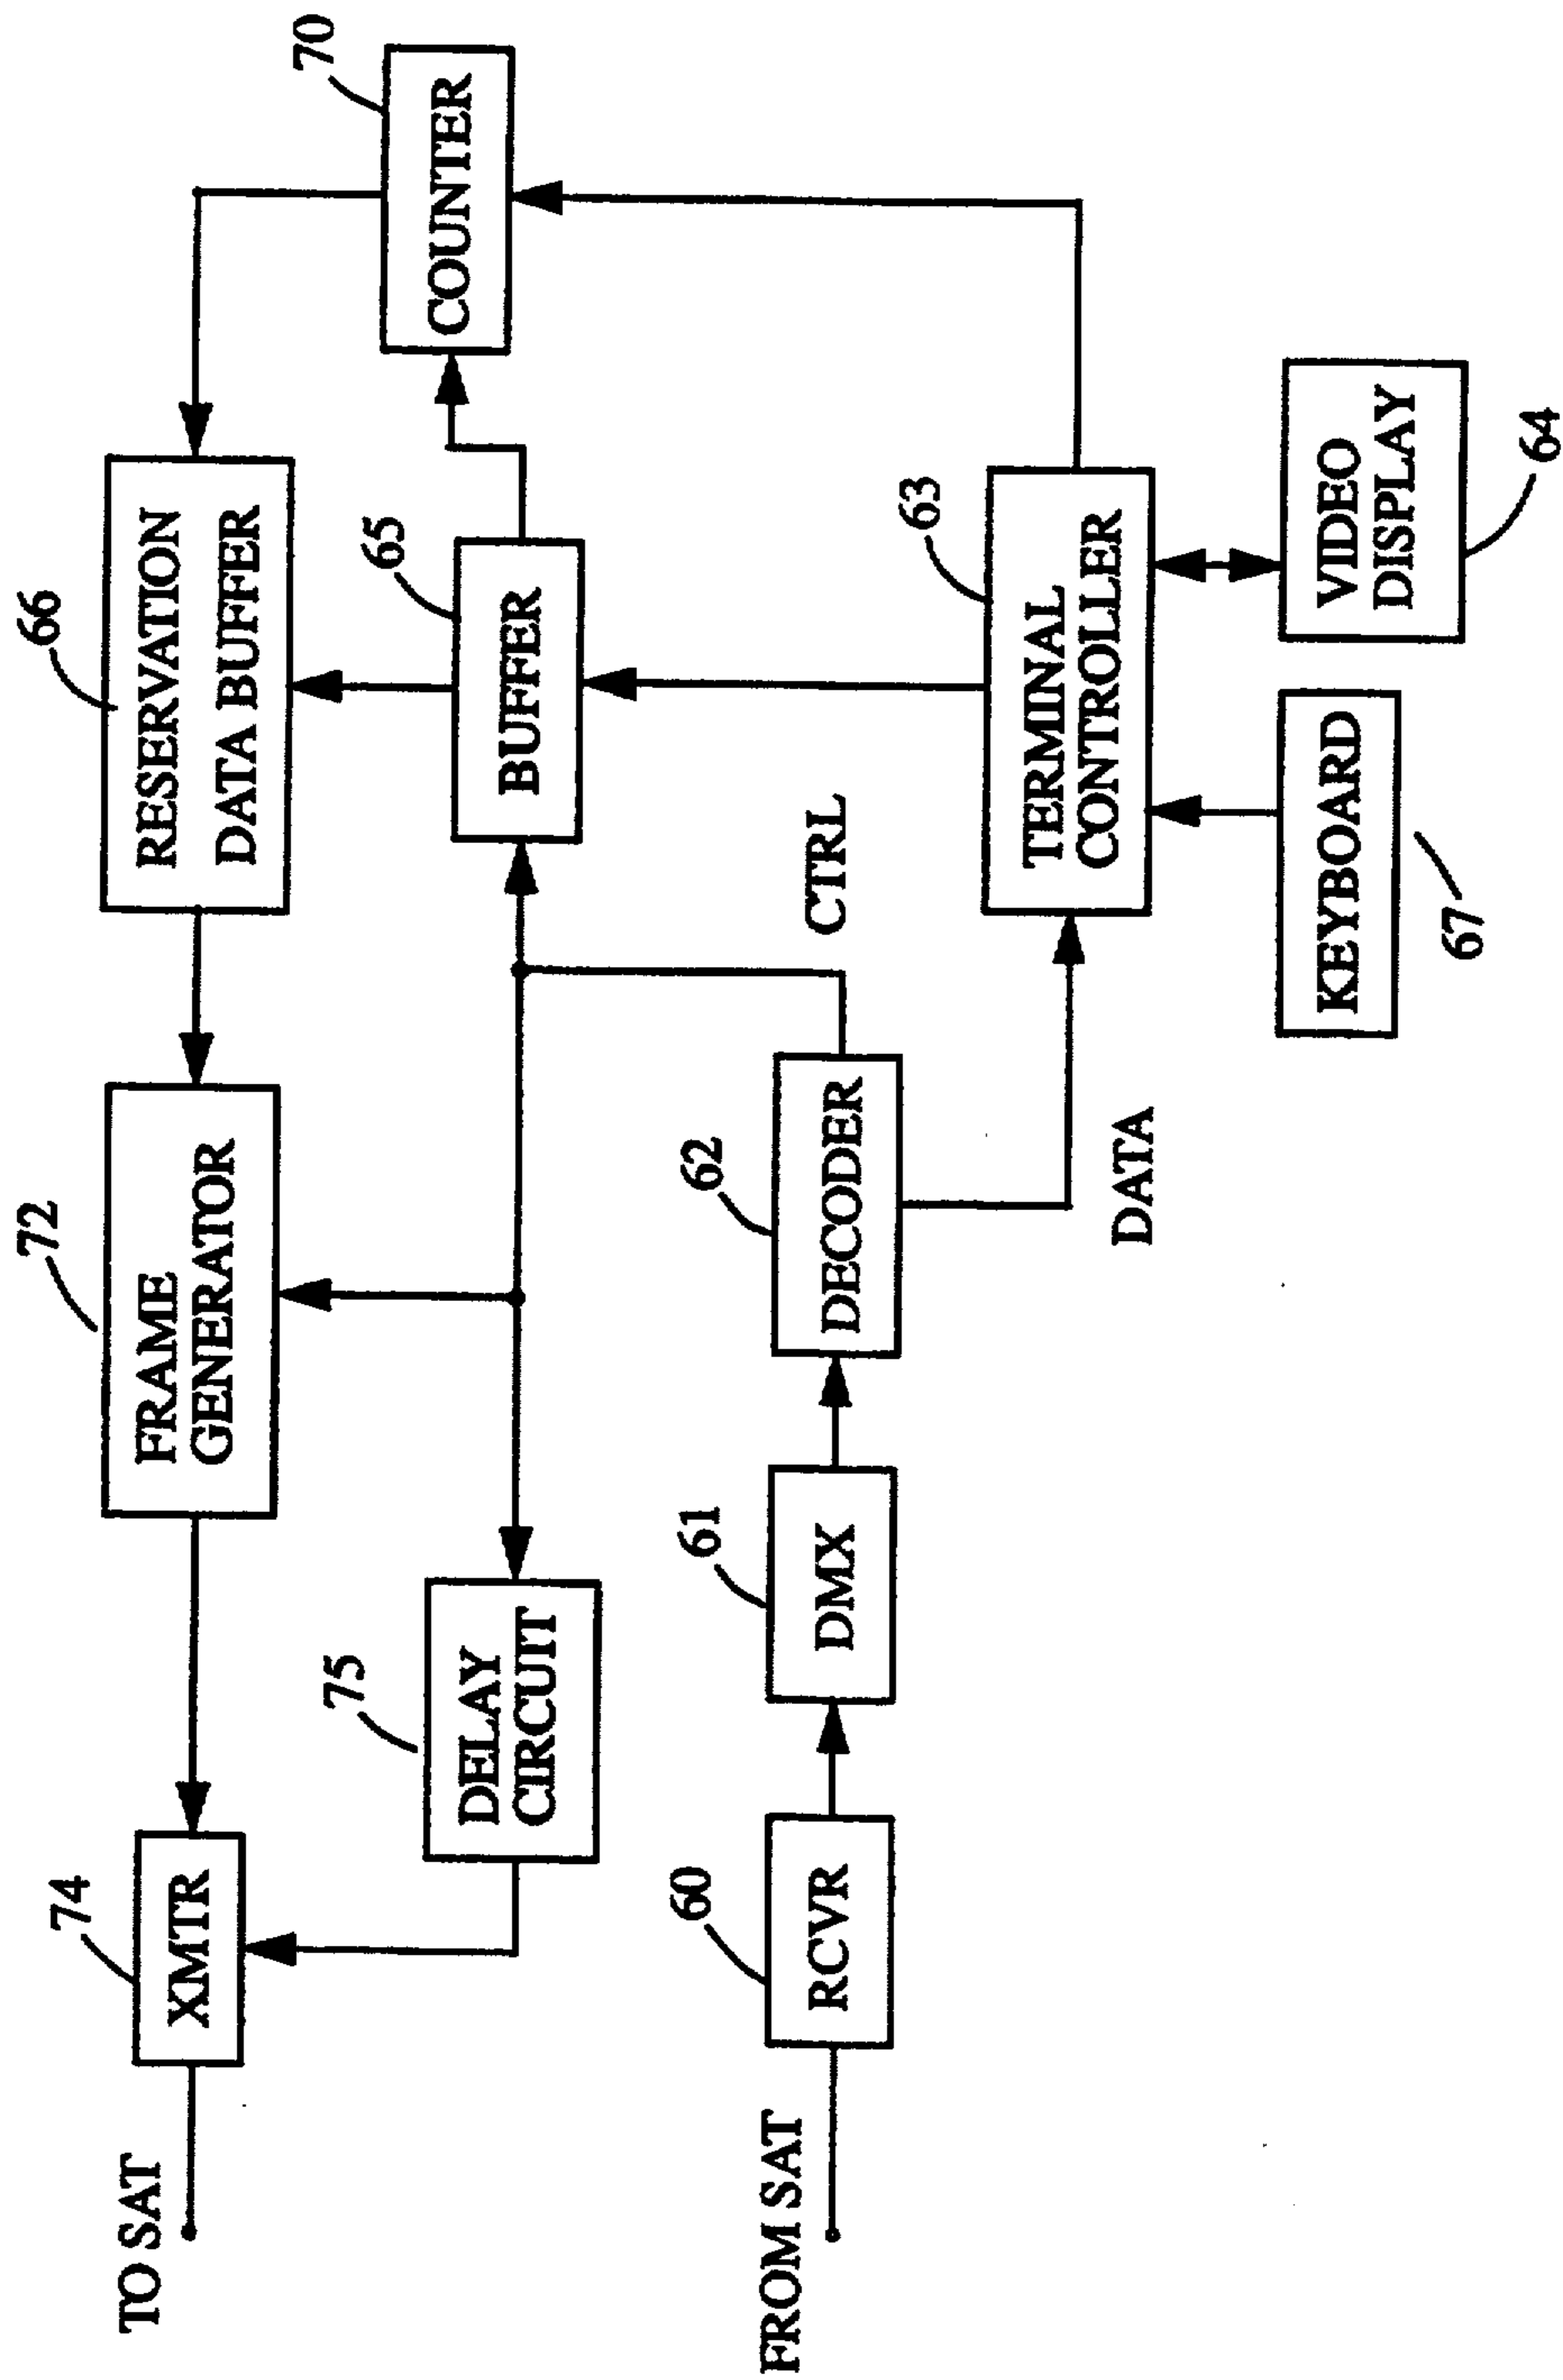 TO SAT
74
XMTR
72
FRAME
GENERATOR
66
RESERVATION
DATA BUFFER
70
COUNTER
75
DELAY
CIRCUIT
65
BUFFER
FROM SAT
60
RCVR
61
DMX
62
DECODER
CTRL
DATA
63
TERMINAL
CONTROLLER
KEYBOARD
67
VIDEO
DISPLAY
64